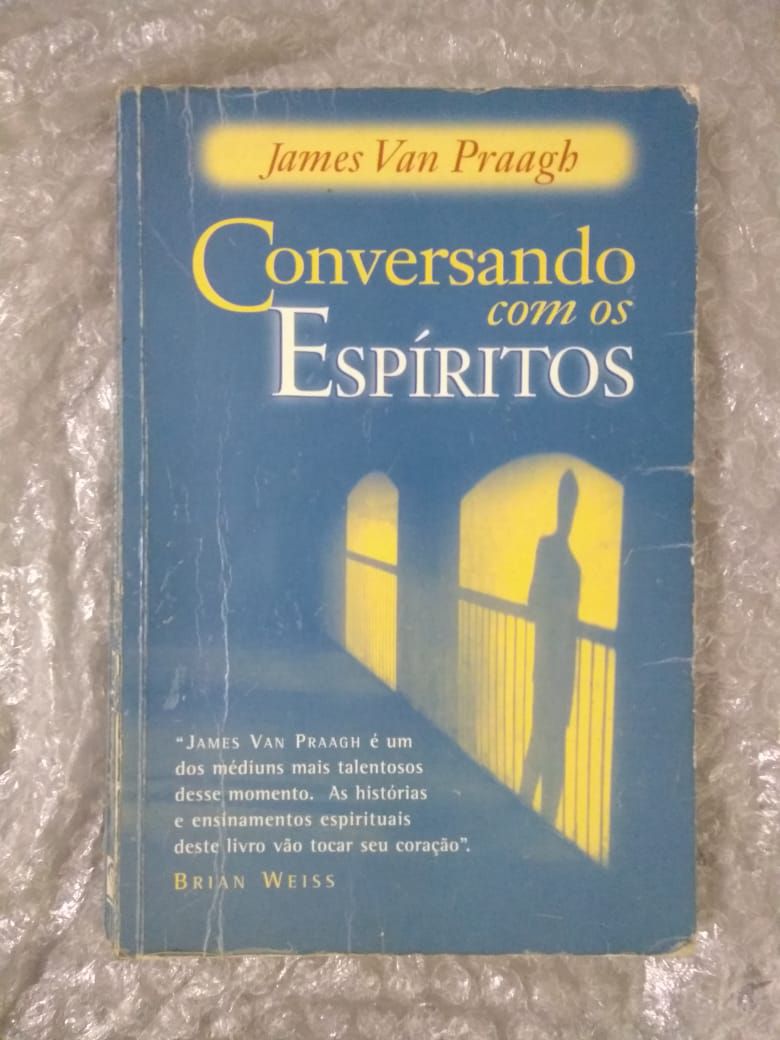 James Van Praagh
Conversando
com os
ESPÍRITOS
"JAMES VAN PRAAGH é um
dos médiuns mais talentosos
desse momento. As histórias
e ensinamentos espirituais
deste livro vão tocar seu coração".
BRIAN WEISS